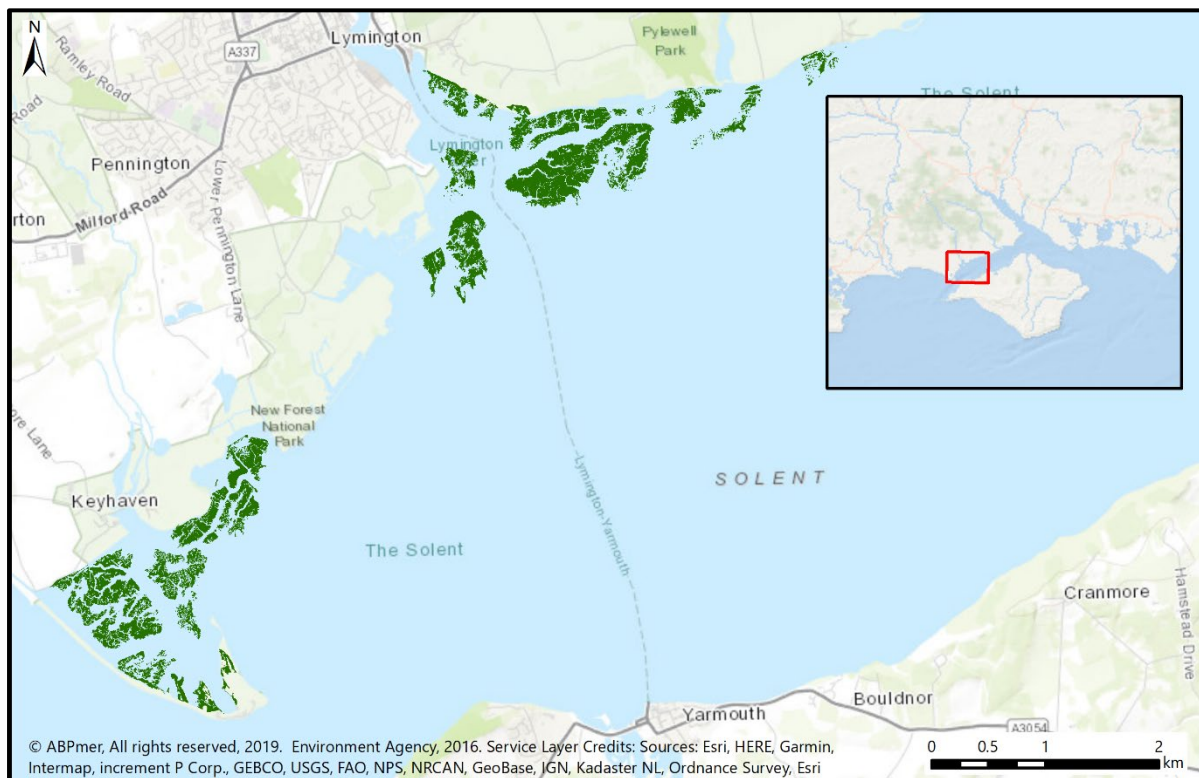 N
Ramley Road
A337
Lymington
Pylewell
Park
The Solent
Road
Pennington
Lower Pennington Lane
Milford-Road
Lymington
New Forest
National
Park
Lane
Keyhaven
Lymington-Yarmouth
SOLENT
The Solent
Cranmore
Hamstead Drive
Bouldnor
Yarmouth
A3054
© ABPmer, All rights reserved, 2019. Environment Agency, 2016. Service Layer Credits: Sources: Esri, HERE, Garmin,
Intermap, increment P Corp., GEBCO, USGS, FAO, NPS, NRCAN, GeoBase, IGN, Kadaster NL, Ordnance Survey, Esri
0 0.5 1 2
km